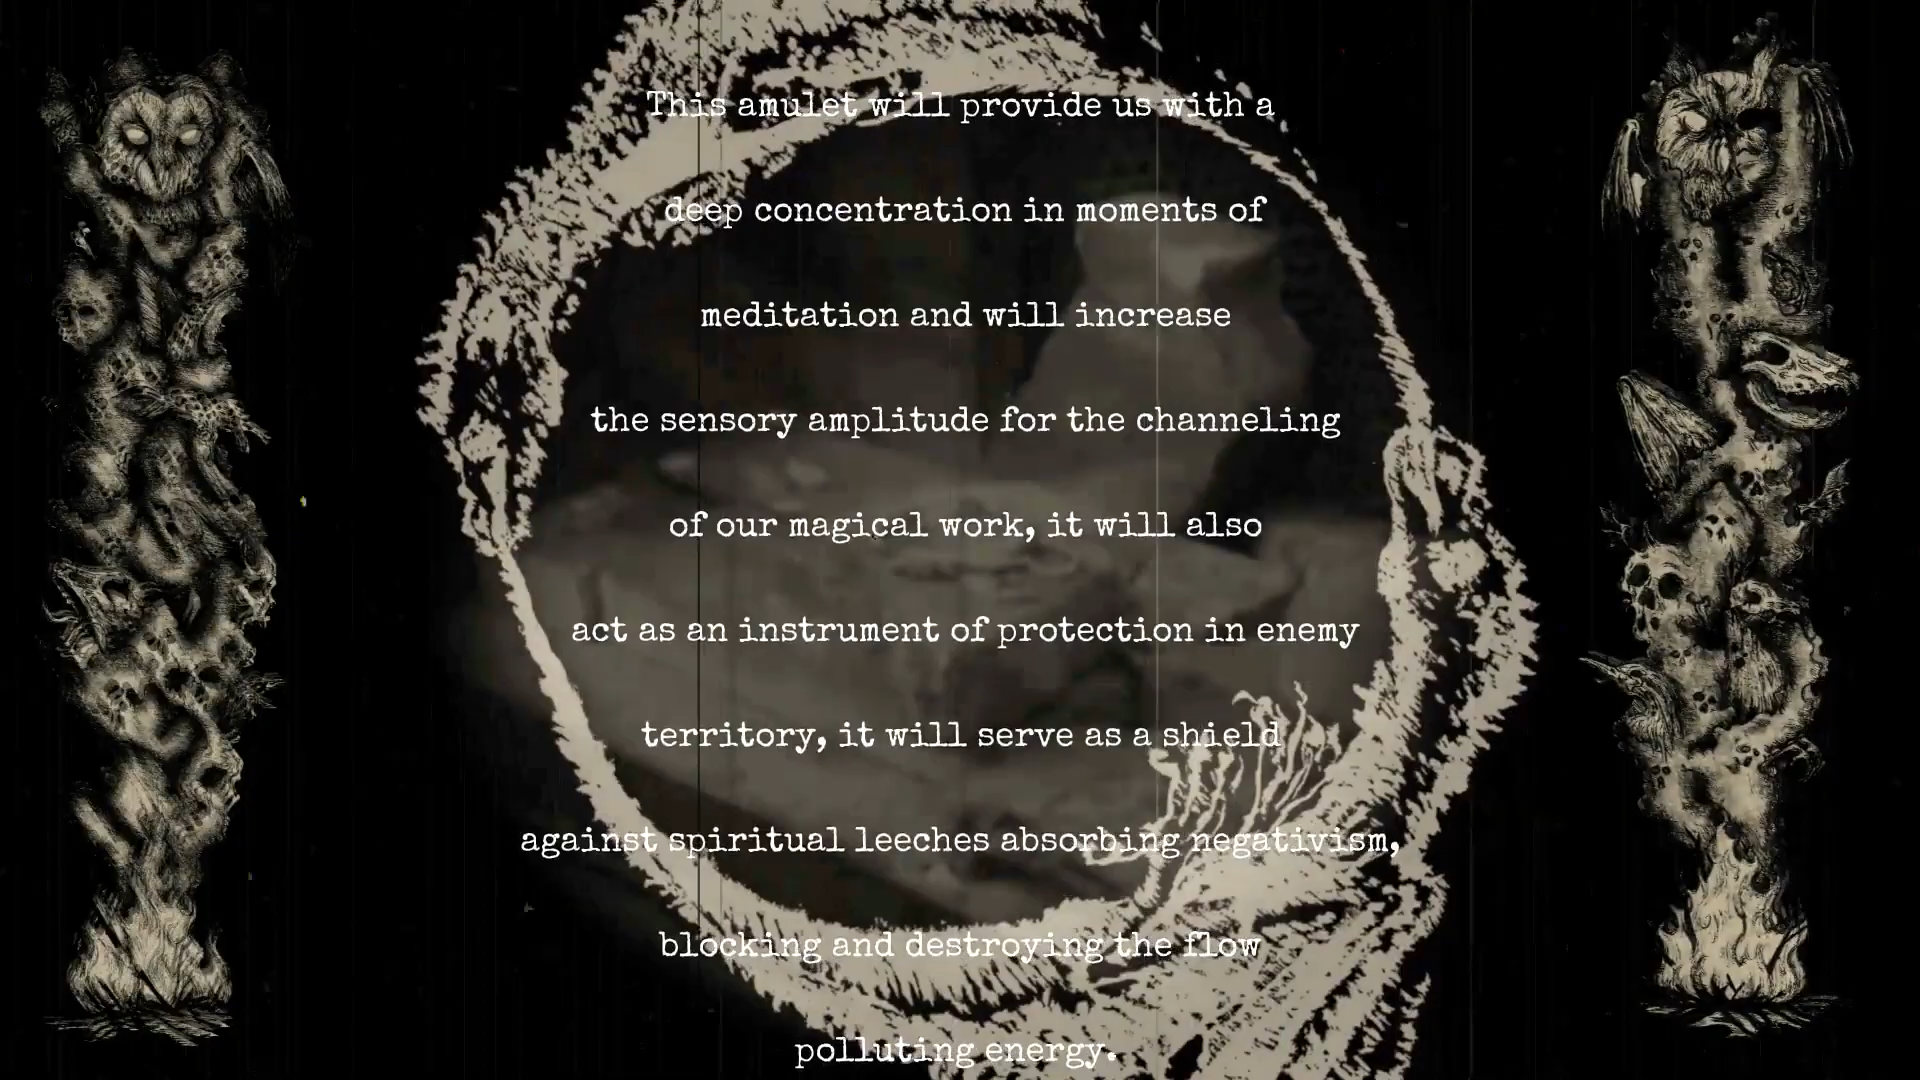 This amulet will provide us with a
deep concentration in moments of
meditation and will increase
the sensory amplitude for the channeling
of our magical work, it will also
act as an instrument of protection in enemy
territory, it will serve as a shield
against spiritual leeches absorbing negativism,
blocking and destroying the flow
polluting energy.